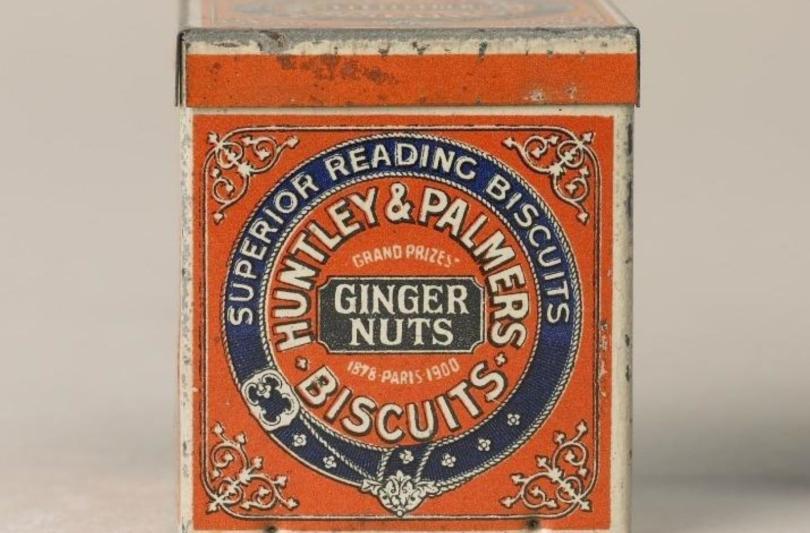 SUPERIOR READING BISCUITS
HUNTLEY & PALMERS
GRAND PRIZES
GINGER
NUTS
1878·PARIS·1900
BISCUITS